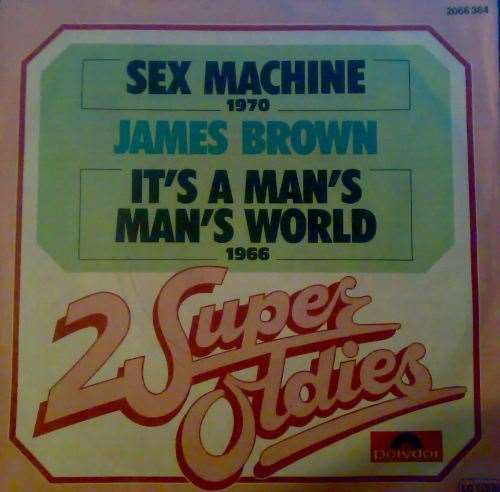 2066 364
SEX MACHINE
1970
JAMES BROWN
IT'S A MAN'S
MAN'S WORLD
1966
2 Super
Oldies
polydor